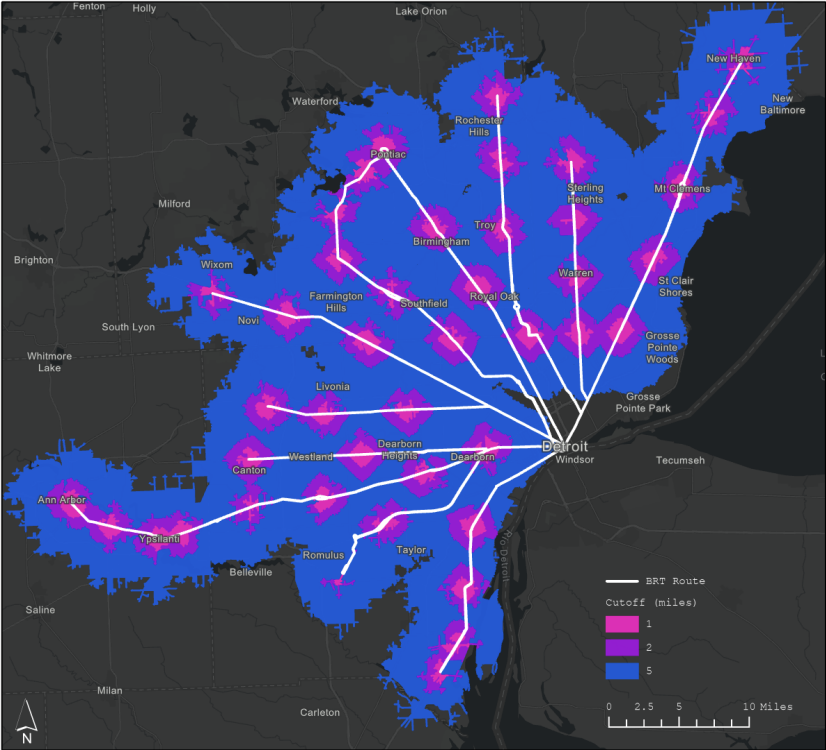 Fenton
Holly
Lake Orion
New Haven
Waterford
New
Baltimore
Rochester
Hills
Pontiac
Sterling
Heights
Mt Clemens
Milford
Troy
Birmingham
Brighton
Wixom
Warren
St Clair
Shores
Farmington
Hills
Southfield
Royal Oak
Novi
South Lyon
Grosse
Pointe
Woods
Whitmore
Lake
Livonia
Grosse
Pointe Park
Detroit
Windsor
Tecumseh
Dearborn
Heights
Westland
Dearborn
Canton
Ann Arbor
Ypsilanti
Romulus
Taylor
Belleville
Rio Detroit
Saline
Milan
Carleton
BRT Route
Cutoff (miles)
1
2
5
0 2.5 5 10 Miles
N